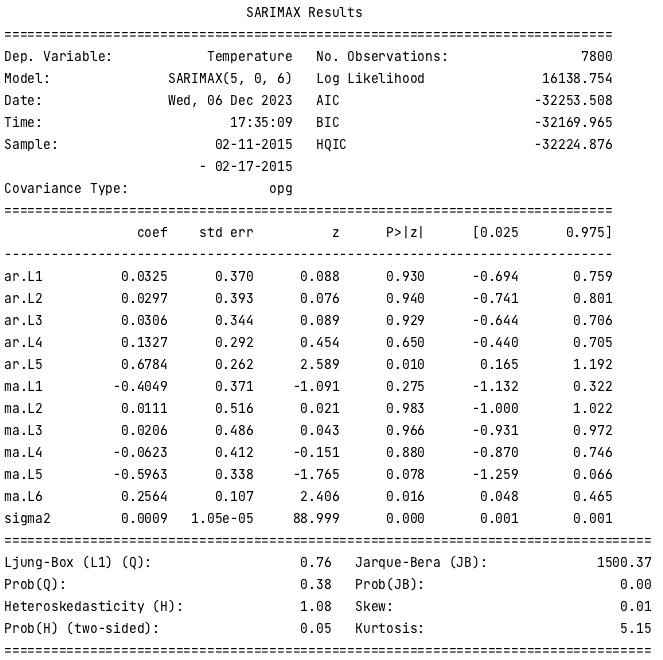 SARIMAX Results
==============================================================================
Dep. Variable:            Temperature   No. Observations:                 7800
Model:               SARIMAX(5, 0, 6)   Log Likelihood               16138.754
Date:                Wed, 06 Dec 2023   AIC                         -32253.508
Time:                        17:35:09   BIC                         -32169.965
Sample:                    02-11-2015   HQIC                        -32224.876
                         - 02-17-2015
Covariance Type:                  opg
==============================================================================
                 coef    std err          z      P>|z|      [0.025      0.975]
------------------------------------------------------------------------------
ar.L1          0.0325      0.370      0.088      0.930      -0.694       0.759
ar.L2          0.0297      0.393      0.076      0.940      -0.741       0.801
ar.L3          0.0306      0.344      0.089      0.929      -0.644       0.706
ar.L4          0.1327      0.292      0.454      0.650      -0.440       0.705
ar.L5          0.6784      0.262      2.589      0.010       0.165       1.192
ma.L1         -0.4049      0.371     -1.091      0.275      -1.132       0.322
ma.L2          0.0111      0.516      0.021      0.983      -1.000       1.022
ma.L3          0.0206      0.486      0.043      0.966      -0.931       0.972
ma.L4         -0.0623      0.412     -0.151      0.880      -0.870       0.746
ma.L5         -0.5963      0.338     -1.765      0.078      -1.259       0.066
ma.L6          0.2564      0.107      2.406      0.016       0.048       0.465
sigma2         0.0009   1.05e-05     88.999      0.000       0.001       0.001
===================================================================================
Ljung-Box (L1) (Q):                   0.76   Jarque-Bera (JB):              1500.37
Prob(Q):                              0.38   Prob(JB):                         0.00
Heteroskedasticity (H):               1.08   Skew:                             0.01
Prob(H) (two-sided):                  0.05   Kurtosis:                         5.15
===================================================================================